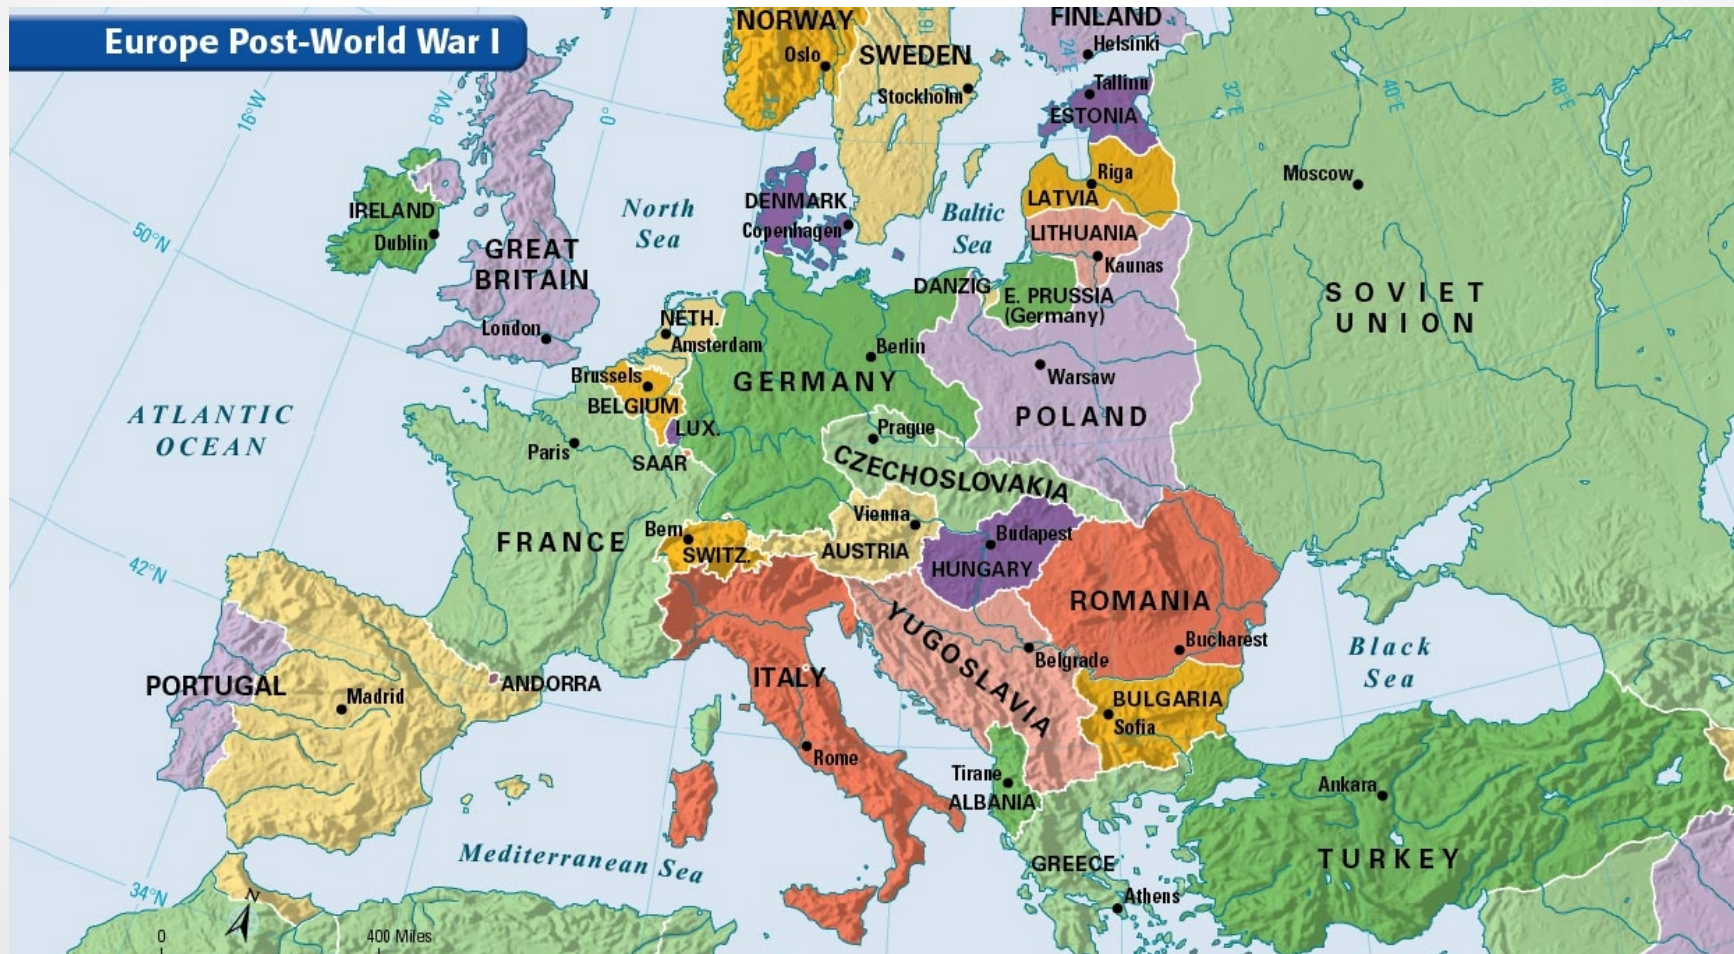 Europe Post-World War I
NORWAY
Oslo
SWEDEN
Stockholm
FINLAND
Helsinki
24°E
16°E
Tallinn
ESTONIA
32°E
40°E
48°E
16°W
8°W
0°
8°E
Moscow
Riga
LATVIA
LITHUANIA
Kaunas
IRELAND
Dublin
GREAT
BRITAIN
London
North
Sea
DENMARK
Copenhagen
Baltic
Sea
50°N
DANZIG
E. PRUSSIA
(Germany)
SOVIET
UNION
NETH.
Amsterdam
Berlin
GERMANY
Warsaw
POLAND
Brussels
BELGIUM
LUX.
SAAR
ATLANTIC
OCEAN
Paris
Prague
CZECHOSLOVAKIA
FRANCE
Bern
SWITZ.
Vienna
AUSTRIA
Budapest
HUNGARY
42°N
ROMANIA
Bucharest
YUGOSLAVIA
Belgrade
Black
Sea
PORTUGAL
Madrid
ANDORRA
ITALY
Rome
BULGARIA
Sofia
Tirane
ALBANIA
Ankara
TURKEY
Mediterranean Sea
GREECE
Athens
34°N
N
0
400 Miles